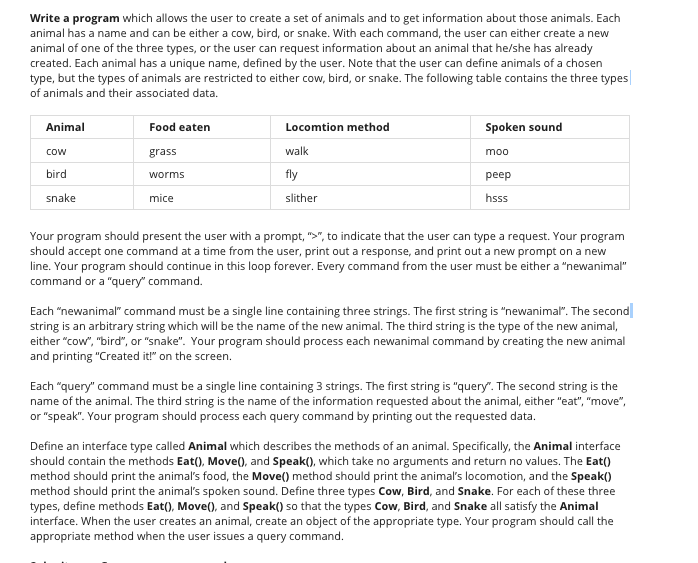 Write a program which allows the user to create a set of animals and to get information about those animals. Each
animal has a name and can be either a cow, bird, or snake. With each command, the user can either create a new
animal of one of the three types, or the user can request information about an animal that he/she has already
created. Each animal has a unique name, defined by the user. Note that the user can define animals of a chosen
type, but the types of animals are restricted to either cow, bird, or snake. The following table contains the three types
of animals and their associated data.
Animal Food eaten Locomtion method Spoken sound
cow grass walk moo
bird worms fly peep
snake mice slither hsss
Your program should present the user with a prompt, “>”, to indicate that the user can type a request. Your program
should accept one command at a time from the user, print out a response, and print out a new prompt on a new
line. Your program should continue in this loop forever. Every command from the user must be either a “newanimal”
command or a “query” command.
Each “newanimal” command must be a single line containing three strings. The first string is “newanimal”. The second
string is an arbitrary string which will be the name of the new animal. The third string is the type of the new animal,
either “cow”, “bird”, or “snake”.  Your program should process each newanimal command by creating the new animal
and printing “Created it!” on the screen.
Each “query” command must be a single line containing 3 strings. The first string is “query”. The second string is the
name of the animal. The third string is the name of the information requested about the animal, either “eat”, “move”,
or “speak”. Your program should process each query command by printing out the requested data.
Define an interface type called Animal which describes the methods of an animal. Specifically, the Animal interface
should contain the methods Eat(), Move(), and Speak(), which take no arguments and return no values. The Eat()
method should print the animal’s food, the Move() method should print the animal’s locomotion, and the Speak()
method should print the animal’s spoken sound. Define three types Cow, Bird, and Snake. For each of these three
types, define methods Eat(), Move(), and Speak() so that the types Cow, Bird, and Snake all satisfy the Animal
interface. When the user creates an animal, create an object of the appropriate type. Your program should call the
appropriate method when the user issues a query command.